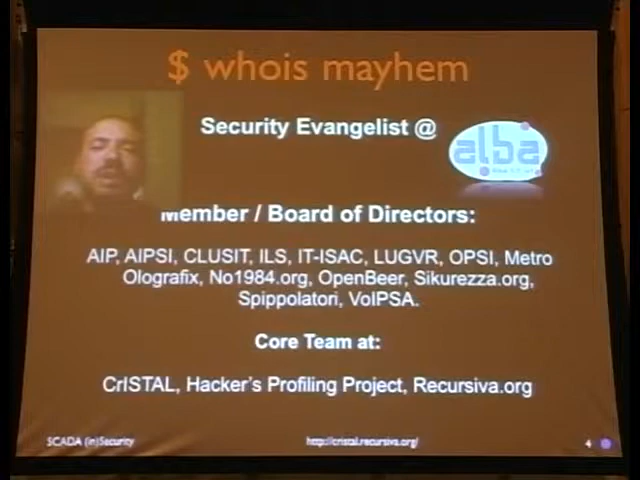 $ whois mayhem
Security Evangelist @
alba
Member / Board of Directors:
AIP, AIPSI, CLUSIT, ILS, IT-ISAC, LUGVR, OPSI, Metro
Olografix, No1984.org, OpenBeer, Sikurezza.org,
Spippolatori, VoIPSA.
Core Team at:
CrISTAL, Hacker's Profiling Project, Recursiva.org
SCADA (in)Security
http://cristal.recursiva.org/
4